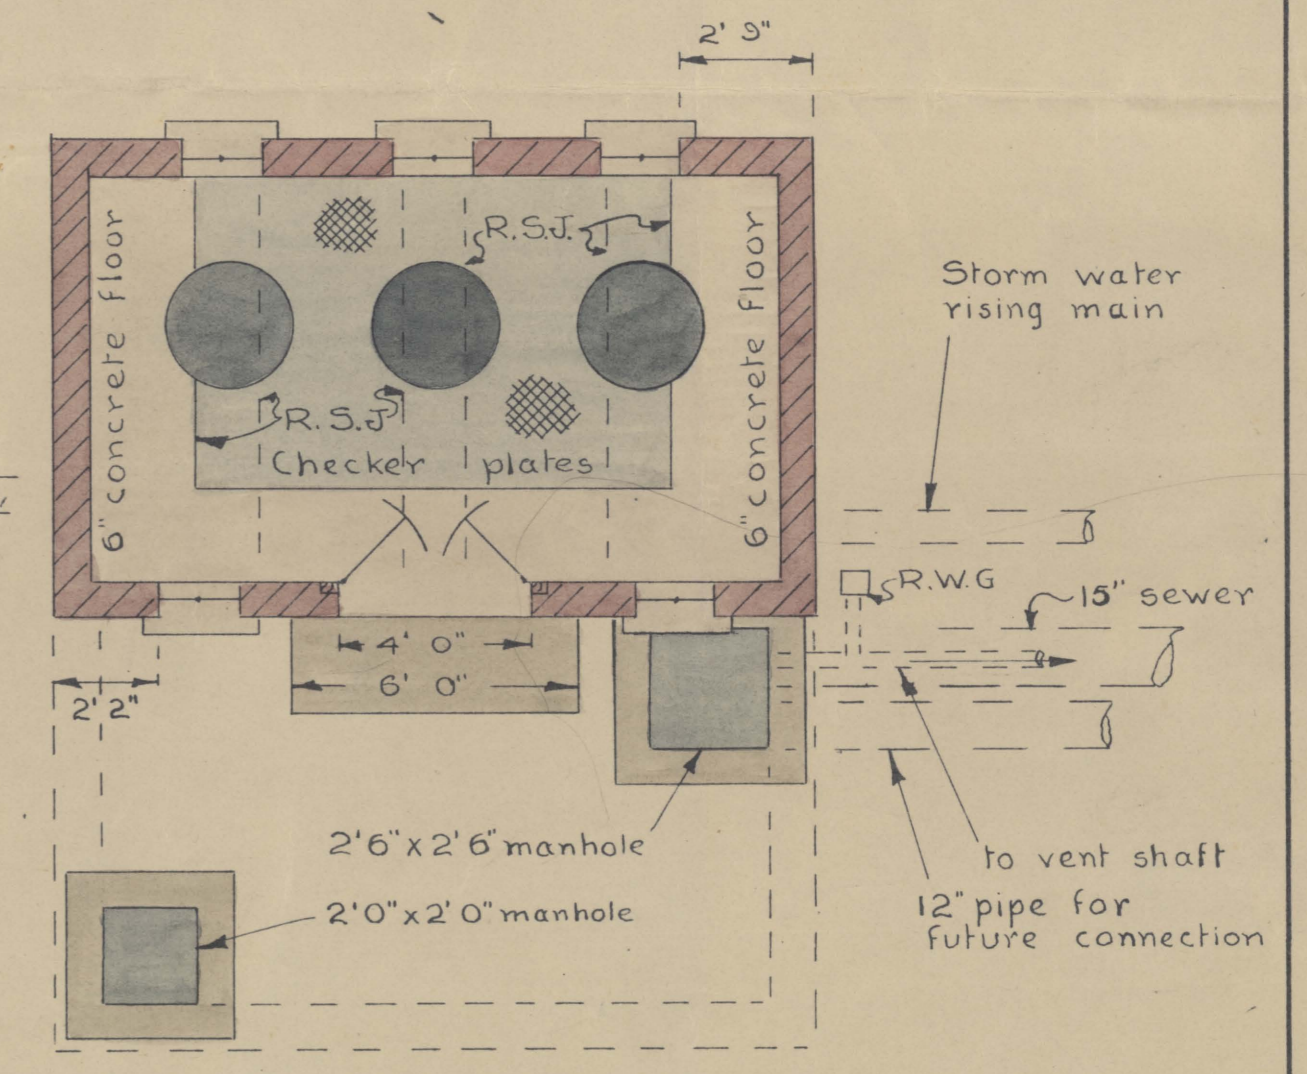 2' 9"
6" concrete floor
R.S.J.
6" concrete floor
R.S.J
Checker plates
Storm water
rising main
R.W.G
15" sewer
4' 0"
6' 0"
2' 2"
2'6" x 2'6" manhole
2'0" x 2'0" manhole
to vent shaft
12" pipe for
future connection